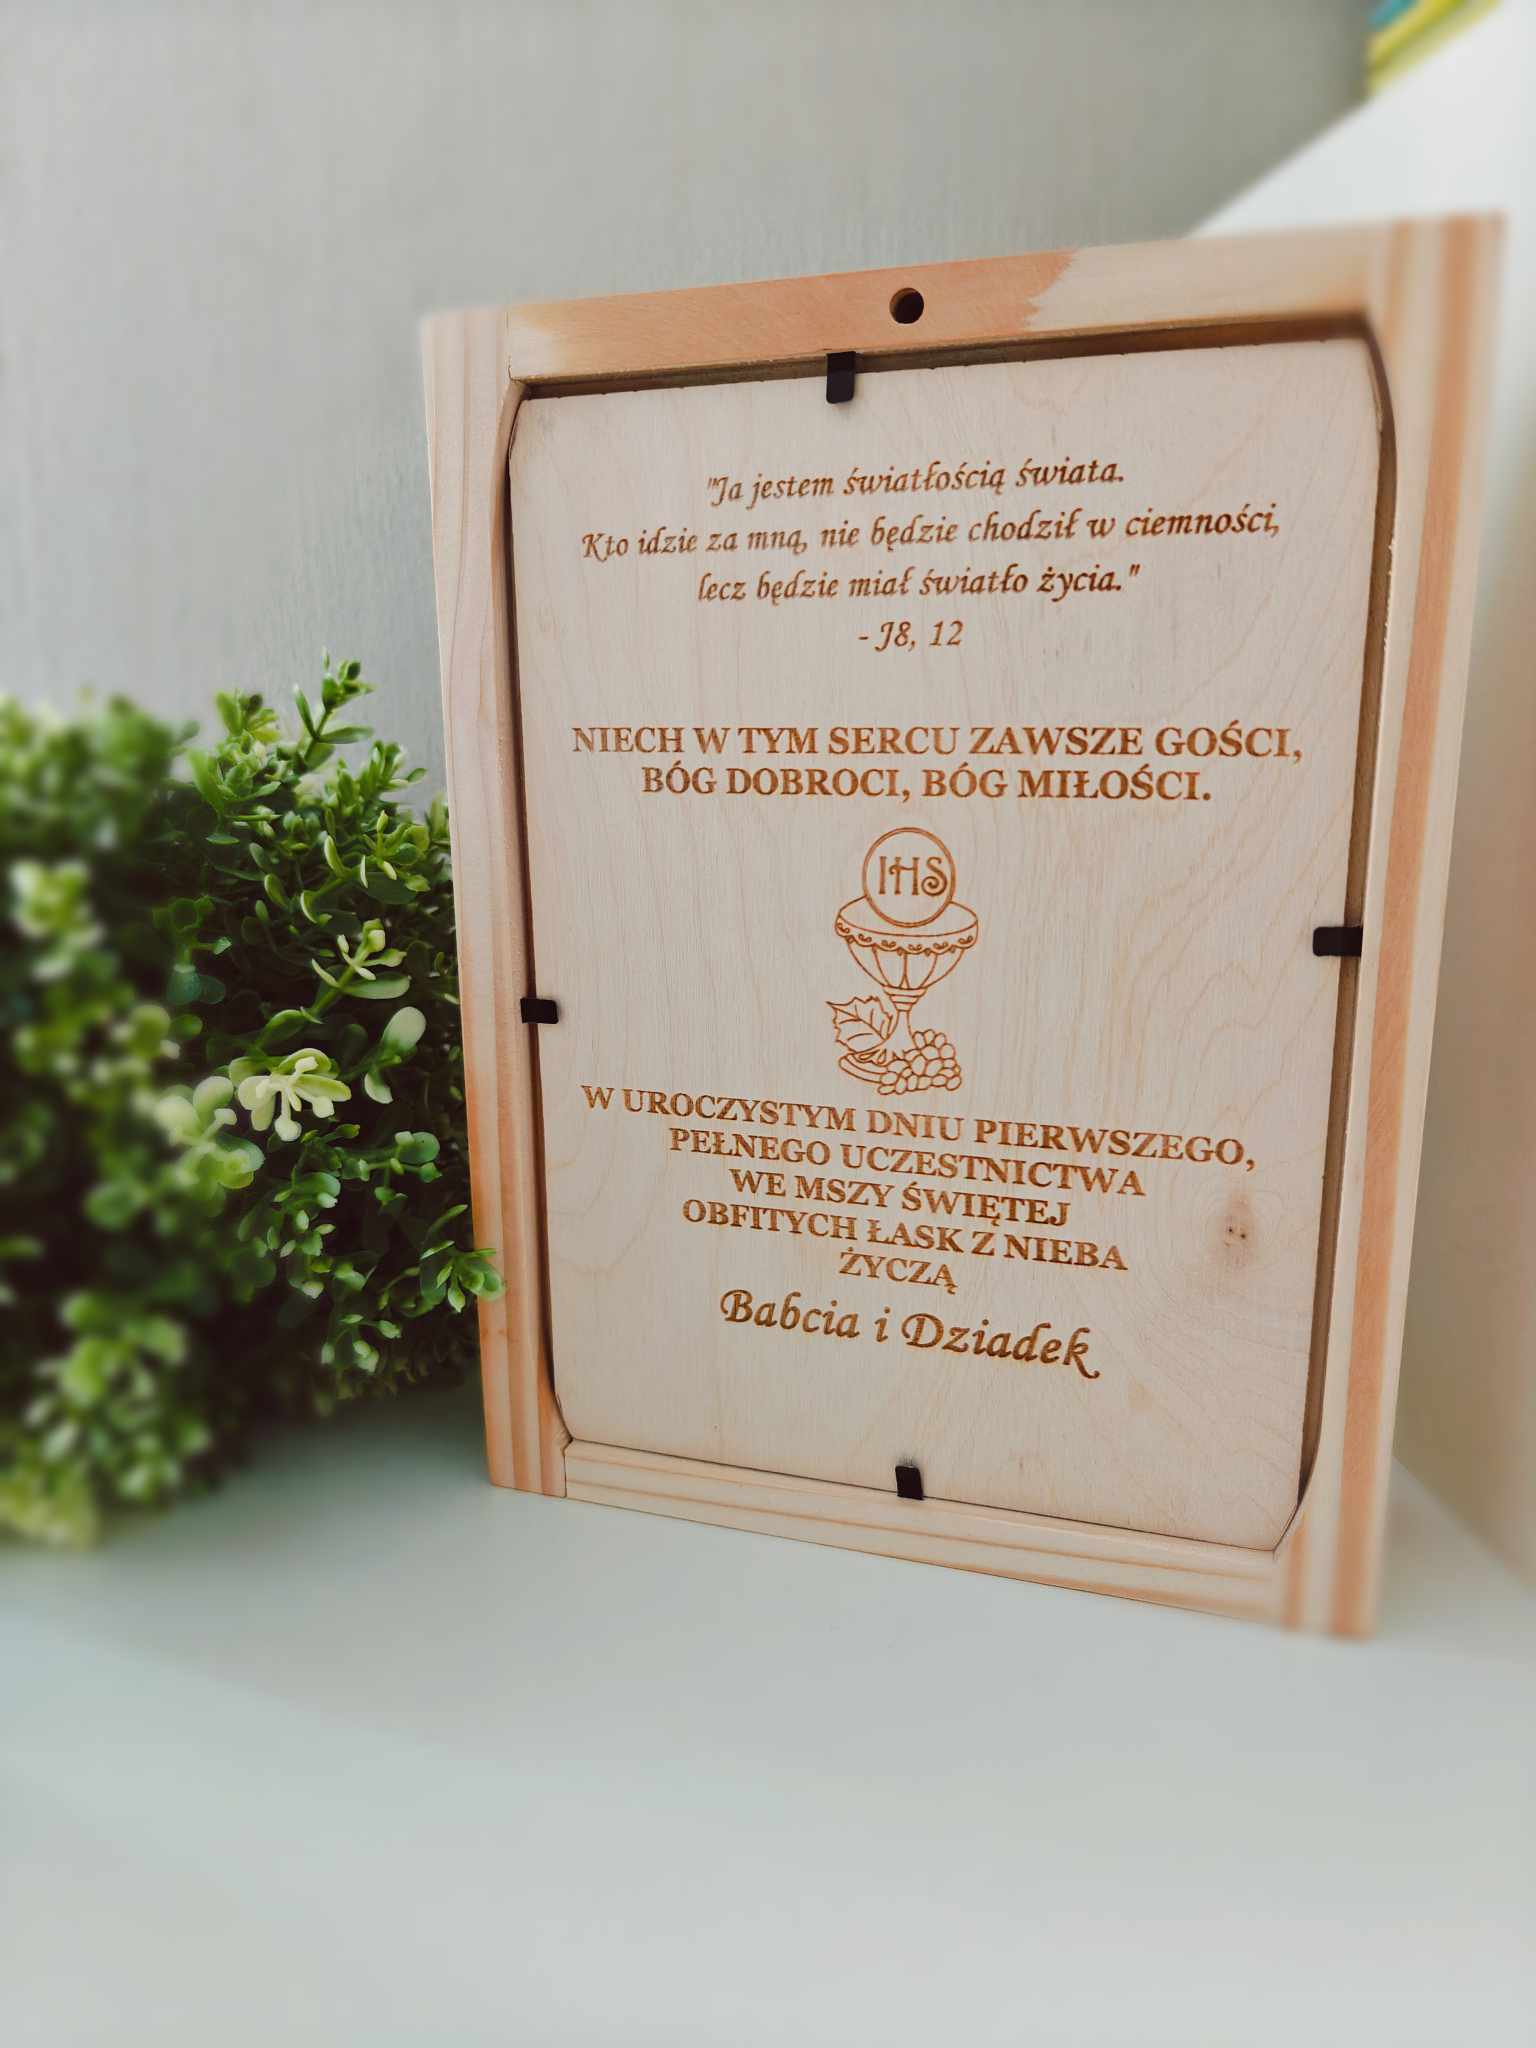 "Ja jestem światłością świata.
Kto idzie za mną, nie będzie chodził w ciemności,
lecz będzie miał światło życia."
- J8, 12
NIECH W TYM SERCU ZAWSZE GOŚCI,
BÓG DOBROCI, BÓG MIŁOŚCI.
IHS
W UROCZYSTYM DNIU PIERWSZEGO,
PEŁNEGO UCZESTNICTWA
WE MSZY ŚWIĘTEJ
OBFITYCH ŁASK Z NIEBA
ŻYCZĄ
Babcia i Dziadek